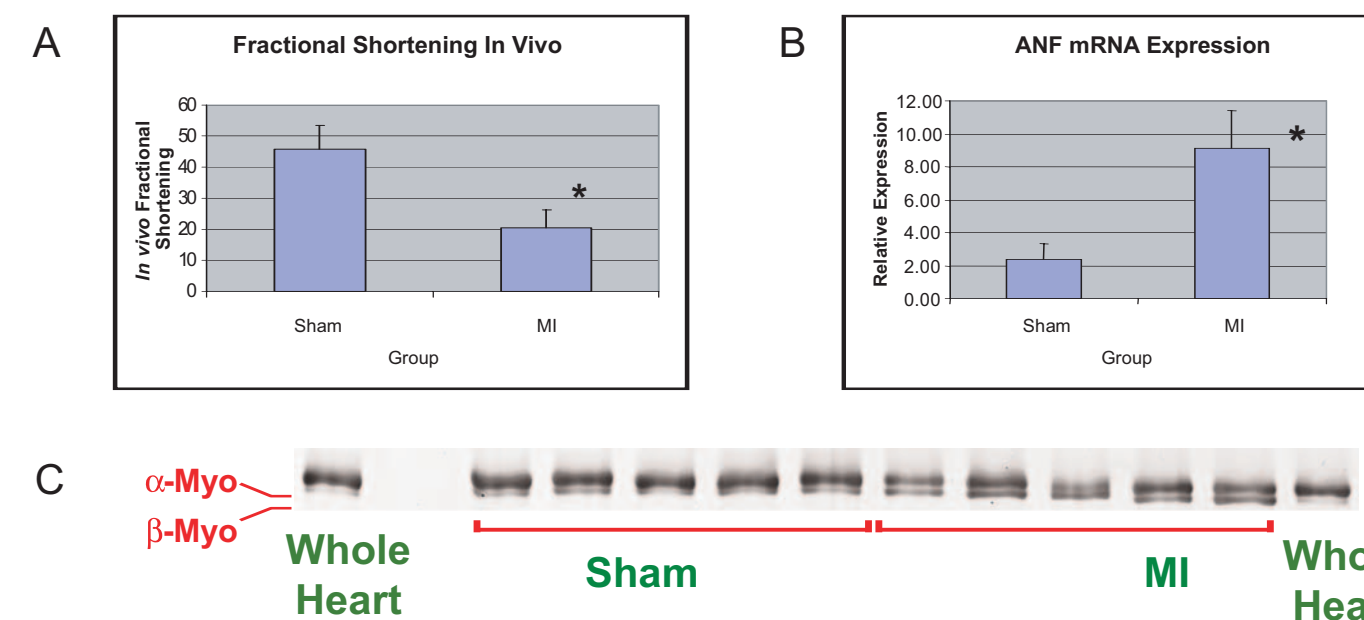 A
Fractional Shortening In Vivo
In vivo Fractional
Shortening
60
50
40
30
20
10
0
*
Sham MI
Group
B
ANF mRNA Expression
Relative Expression
12.00
10.00
8.00
6.00
4.00
2.00
0.00
*
Sham MI
Group
C
α-Myo
β-Myo
Whole
Heart
Sham
MI